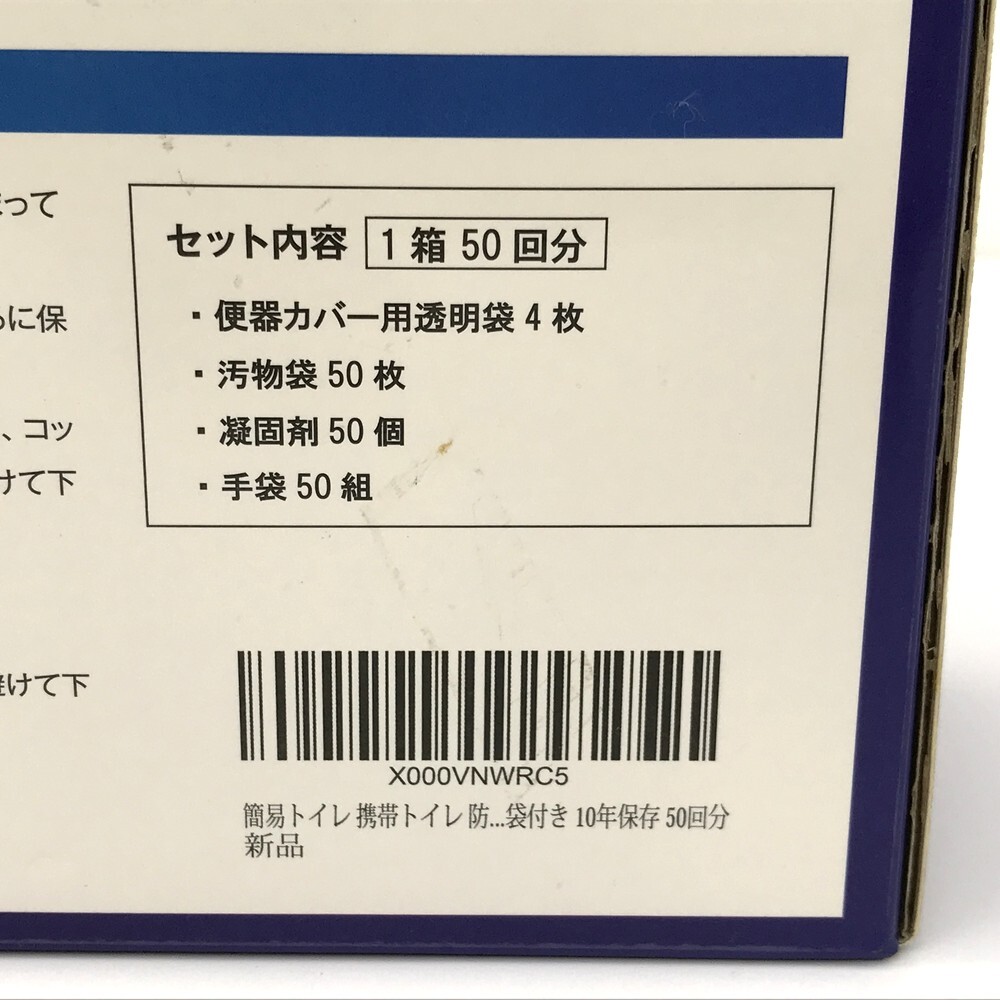 って
セット内容 1箱50回分
・便器カバー用透明袋4枚
に保
・汚物袋50枚
、コッ
・凝固剤50個
けて下
・手袋50組
けて下
X000VNWRC5
簡易トイレ 携帯トイレ 防...袋付き 10年保存 50回分
新品